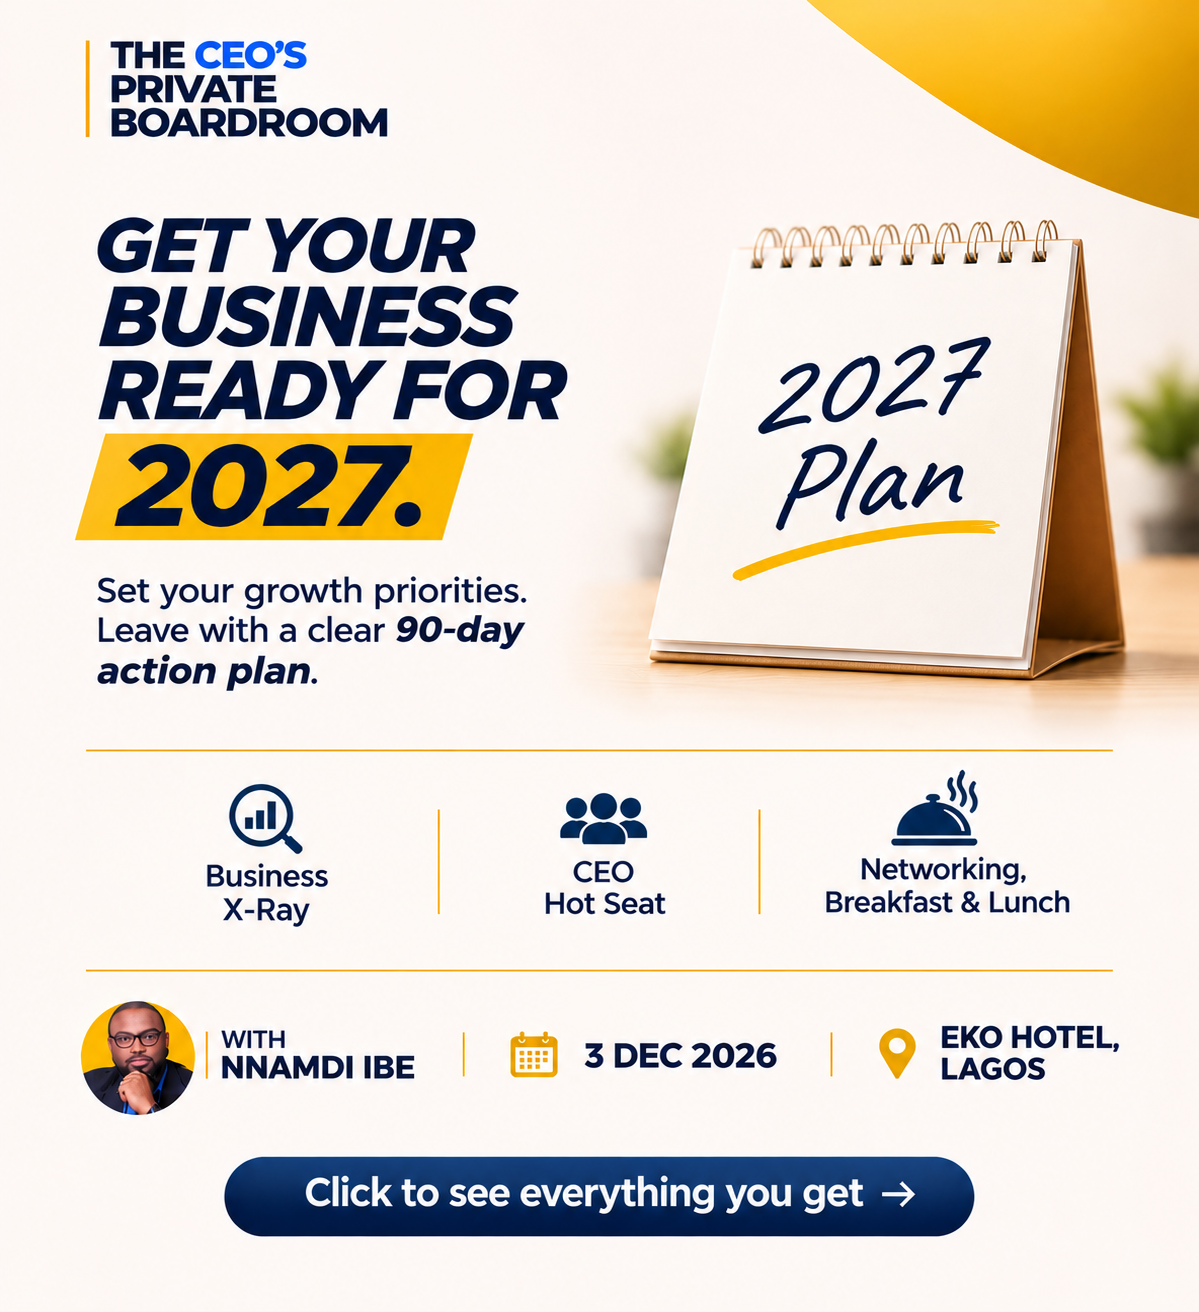 THE CEO'S
PRIVATE
BOARDROOM
GET YOUR
BUSINESS
READY FOR
2027.
2027
Plan
Set your growth priorities.
Leave with a clear 90-day
action plan.
Business
X-Ray
CEO
Hot Seat
Networking,
Breakfast & Lunch
WITH
NNAMDI IBE
3 DEC 2026
EKO HOTEL,
LAGOS
Click to see everything you get →